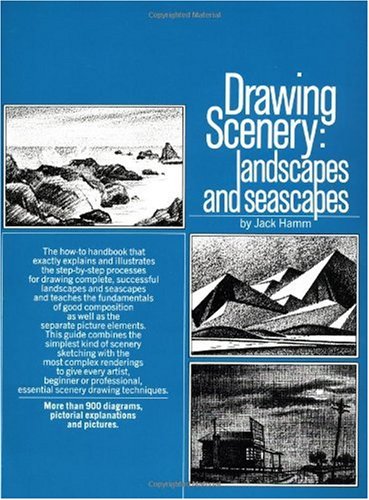 Drawing
Scenery:
landscapes
and seascapes
by Jack Hamm
The how-to handbook that
exactly explains and illustrates
the step-by-step processes
for drawing complete, successful
landscapes and seascapes
and teaches the fundamentals
of good composition
as well as the
separate picture elements.
This guide combines the
simplest kind of scenery
sketching with the
most complex renderings
to give every artist,
beginner or professional,
essential scenery drawing techniques.
More than 900 diagrams,
pictorial explanations
and pictures.
Copyrighted Material
Copyrighted Material